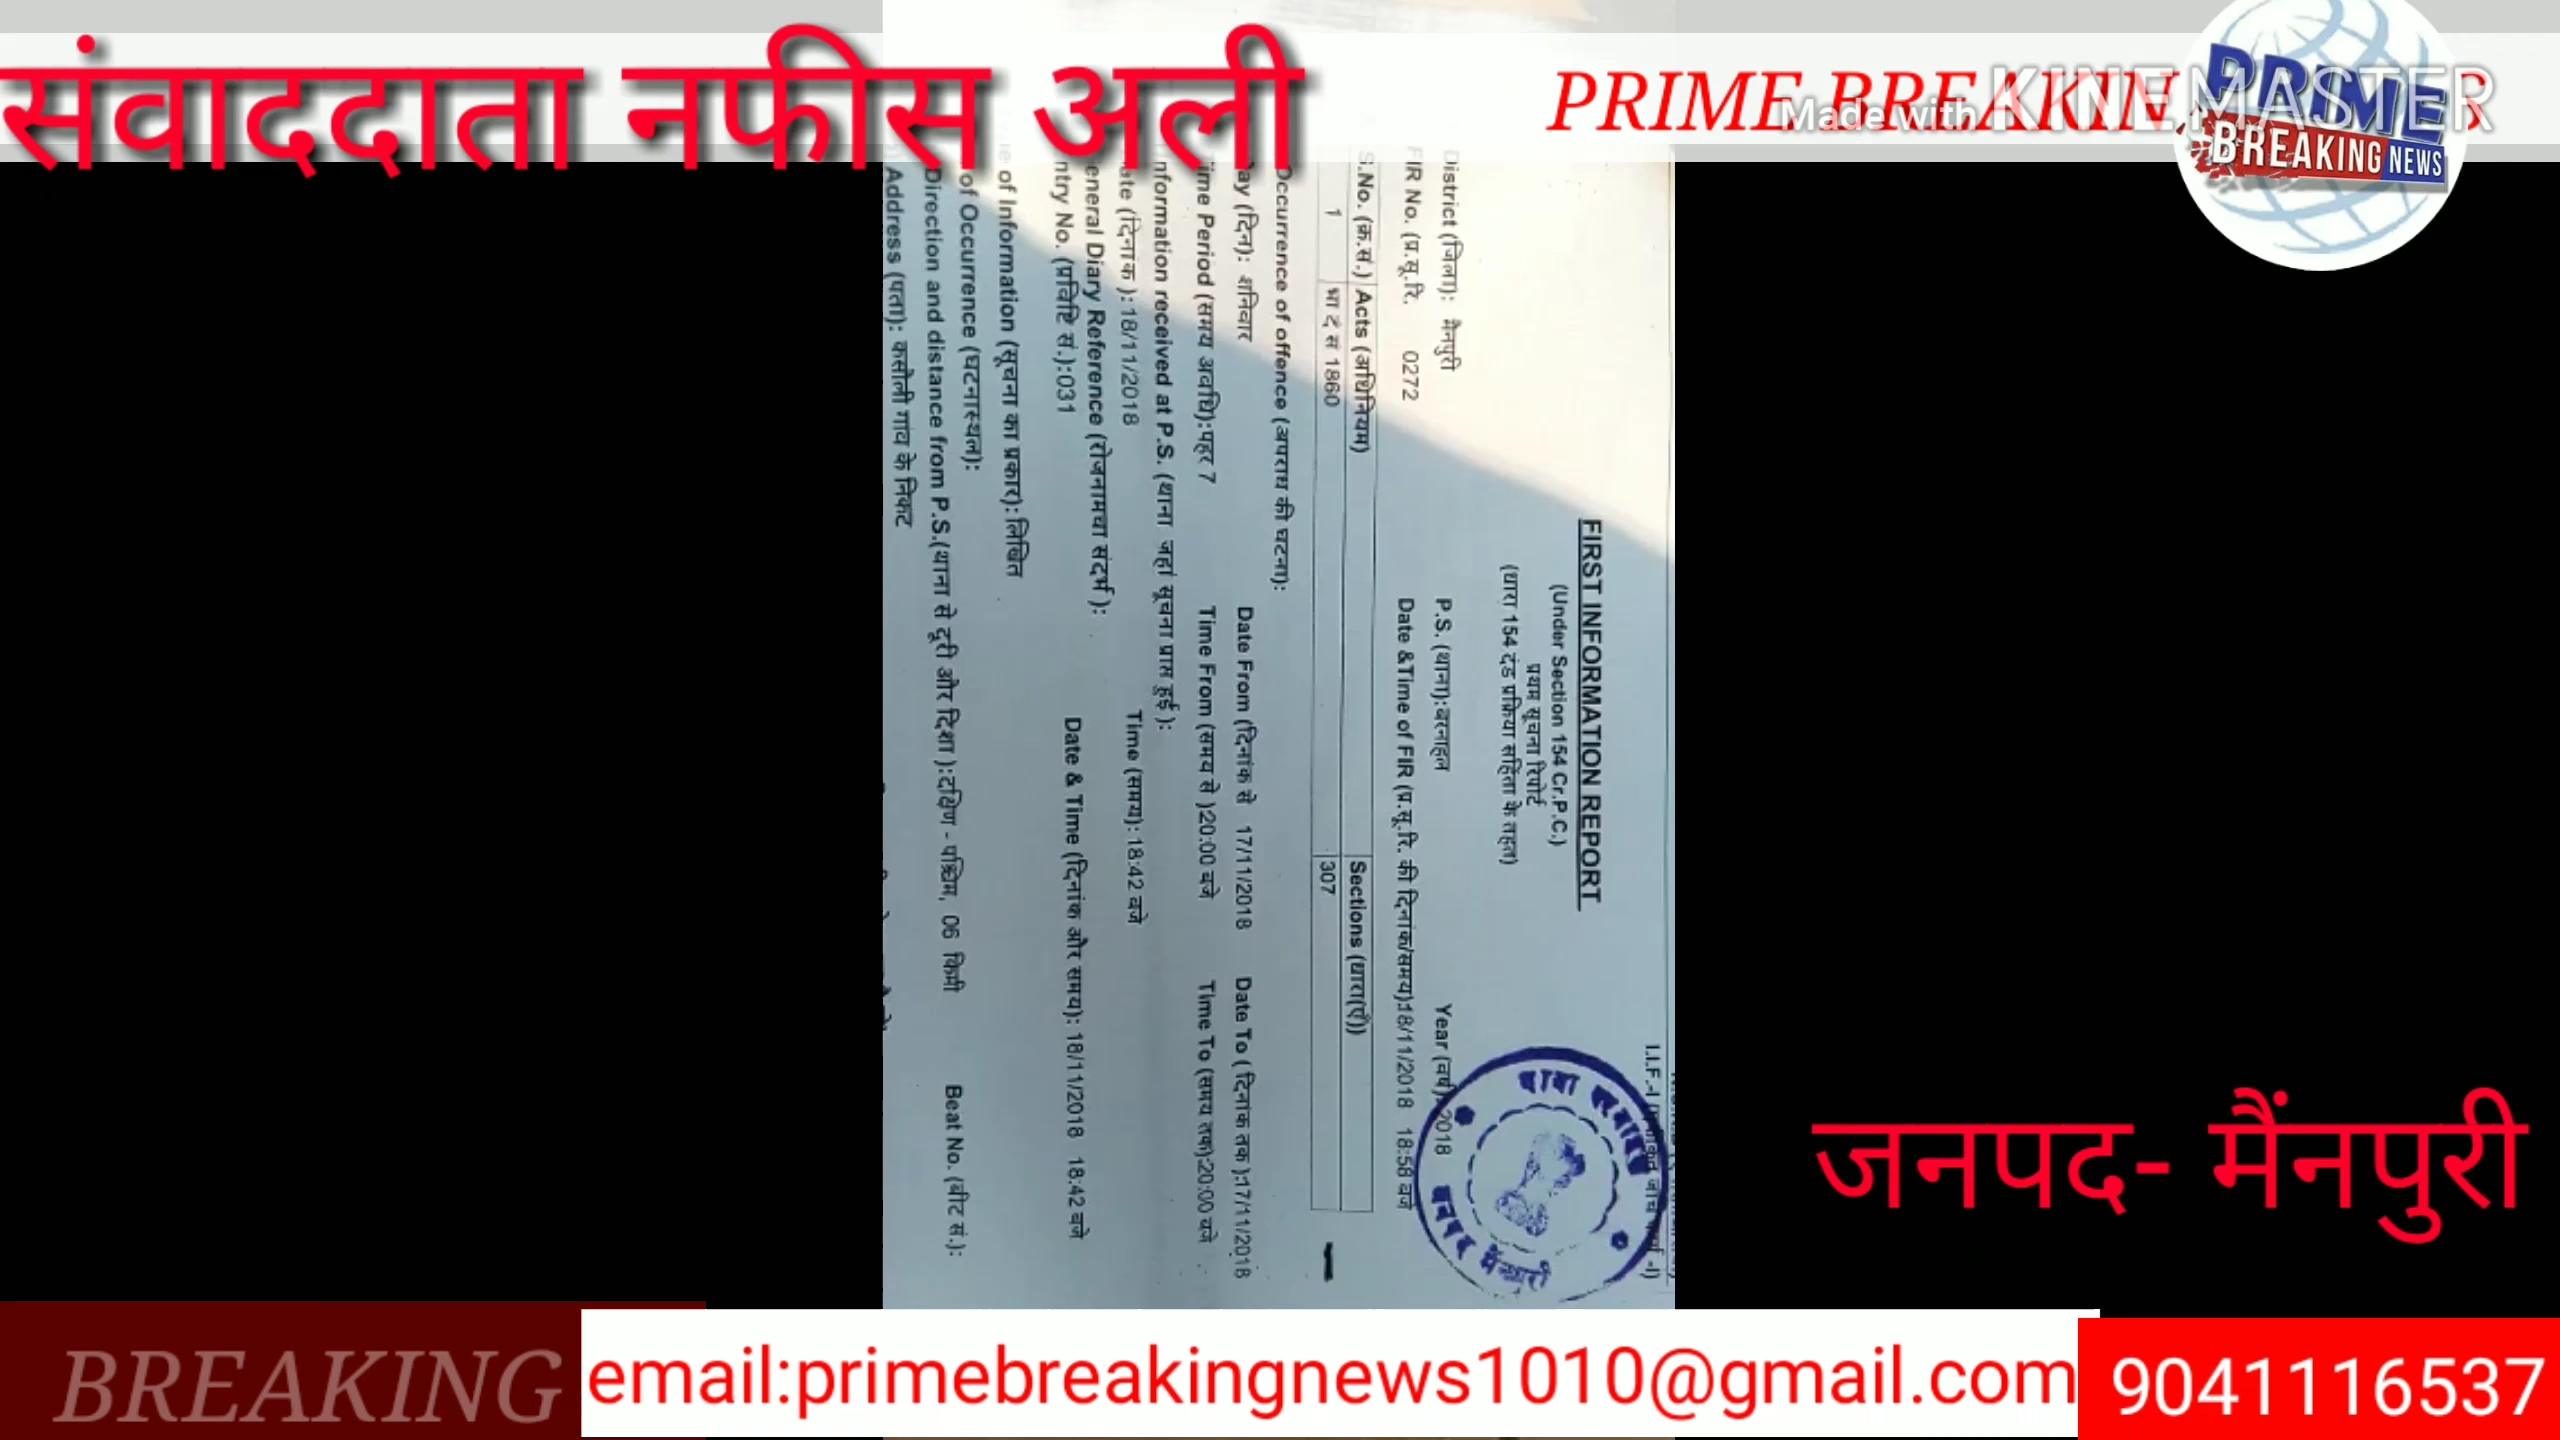 संवाददाता नफीस अली
PRIME BREAKIN
S
Made with KINEMASTER
PRIME
BREAKING NEWS
FIRST INFORMATION REPORT
(Under Section 154 Cr.P.C.)
प्रथम सूचना रिपोर्ट
(धारा 154 दंड प्रक्रिया संहिता के तहत)
District (जिला): मैनपुरी P.S. (थाना): बरनाहल Year (वर्ष): 2018
FIR No. (प्र.सू.रि. 0272 Date &Time of FIR (प्र.सू.रि. की दिनांक/समय):18/11/2018 18:58 बजे
S.No. (क्र.सं.) Acts (अधिनियम) Sections (धारा(एँ))
1 भा दं सं 1860 307
Occurrence of offence (अपराध की घटना):
Day (दिन): शनिवार Date From (दिनांक से 17/11/2018 Date To ( दिनांक तक ):17/11/2018
Time Period (समय अवधि):पहर 7 Time From (समय से ):20:00 बजे Time To (समय तक):20:00 बजे
Information received at P.S. (थाना जहां सूचना प्राप्त हुई ):
Date (दिनांक ): 18/11/2018 Time (समय): 18:42 बजे
General Diary Reference (रोजनामचा संदर्भ ):
Entry No. (प्रविष्टि सं.):031 Date & Time (दिनांक और समय): 18/11/2018 18:42 बजे
of Information (सूचना का प्रकार): लिखित
of Occurrence (घटनास्थल):
Direction and distance from P.S.(थाना से दूरी और दिशा ):दक्षिण - पश्चिम, 06 किमी Beat No. (बीट सं.):
Address (पता): कसौली गांव के निकट
थाना बरनाहल
जनपद मैनपुरी
जनपद- मैंनपुरी
BREAKING
email:primebreakingnews1010@gmail.com
9041116537